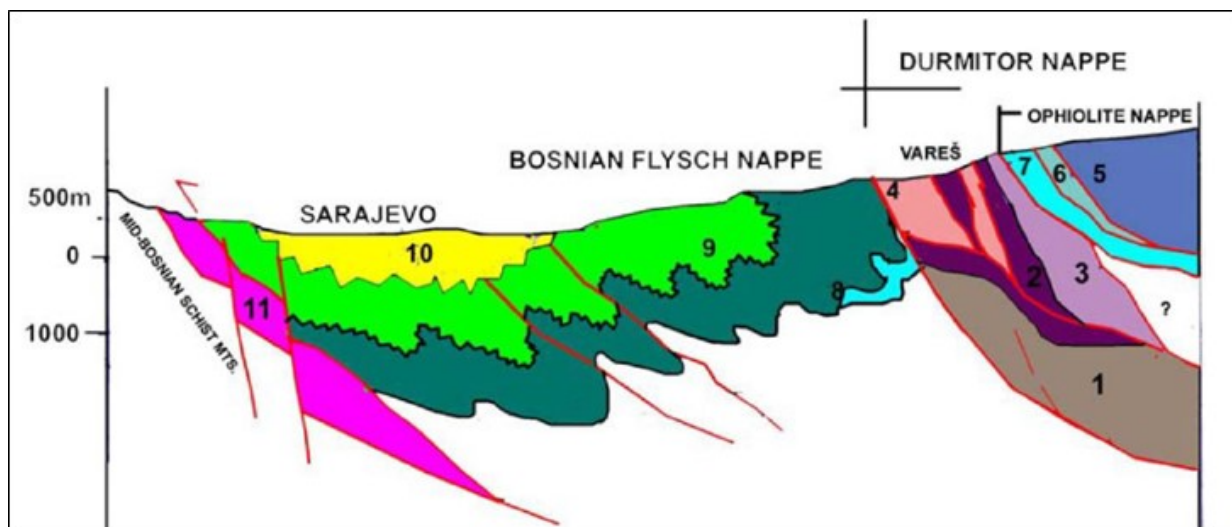 DURMITOR NAPPE
OPHIOLITE NAPPE
BOSNIAN FLYSCH NAPPE
VAREŠ
7
6
5
4
500m
SARAJEVO
MID-BOSNIAN SCHIST MTS.
10
9
0
2
3
8
11
?
1000
1